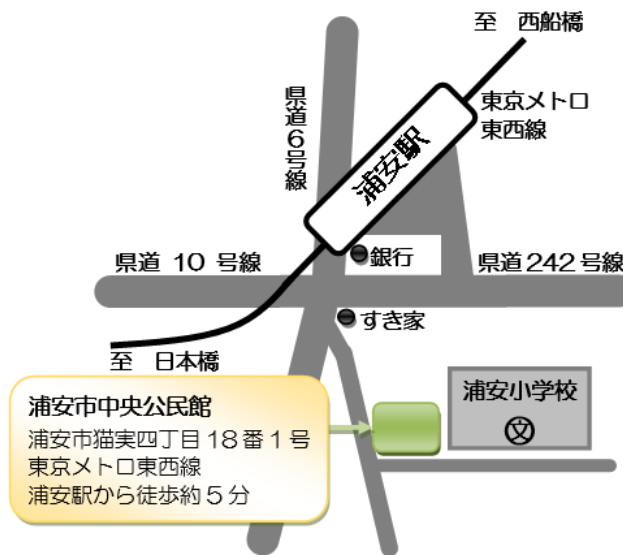 至 西船橋
東京メトロ
東西線
県道6号線
浦安駅
銀行
県道 10 号線
県道242号線
すき家
至 日本橋
浦安小学校
文
浦安市中央公民館
浦安市猫実四丁目18番1号
東京メトロ東西線
浦安駅から徒歩約5分